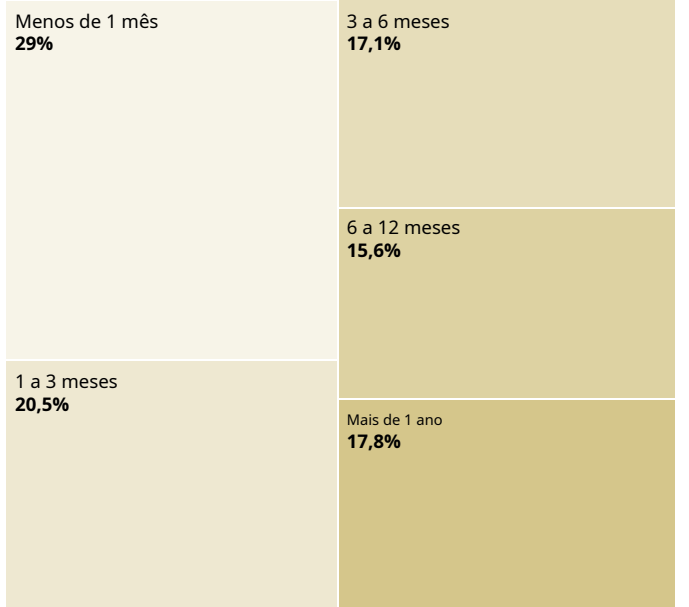 Menos de 1 mês
29%
1 a 3 meses
20,5%
3 a 6 meses
17,1%
6 a 12 meses
15,6%
Mais de 1 ano
17,8%